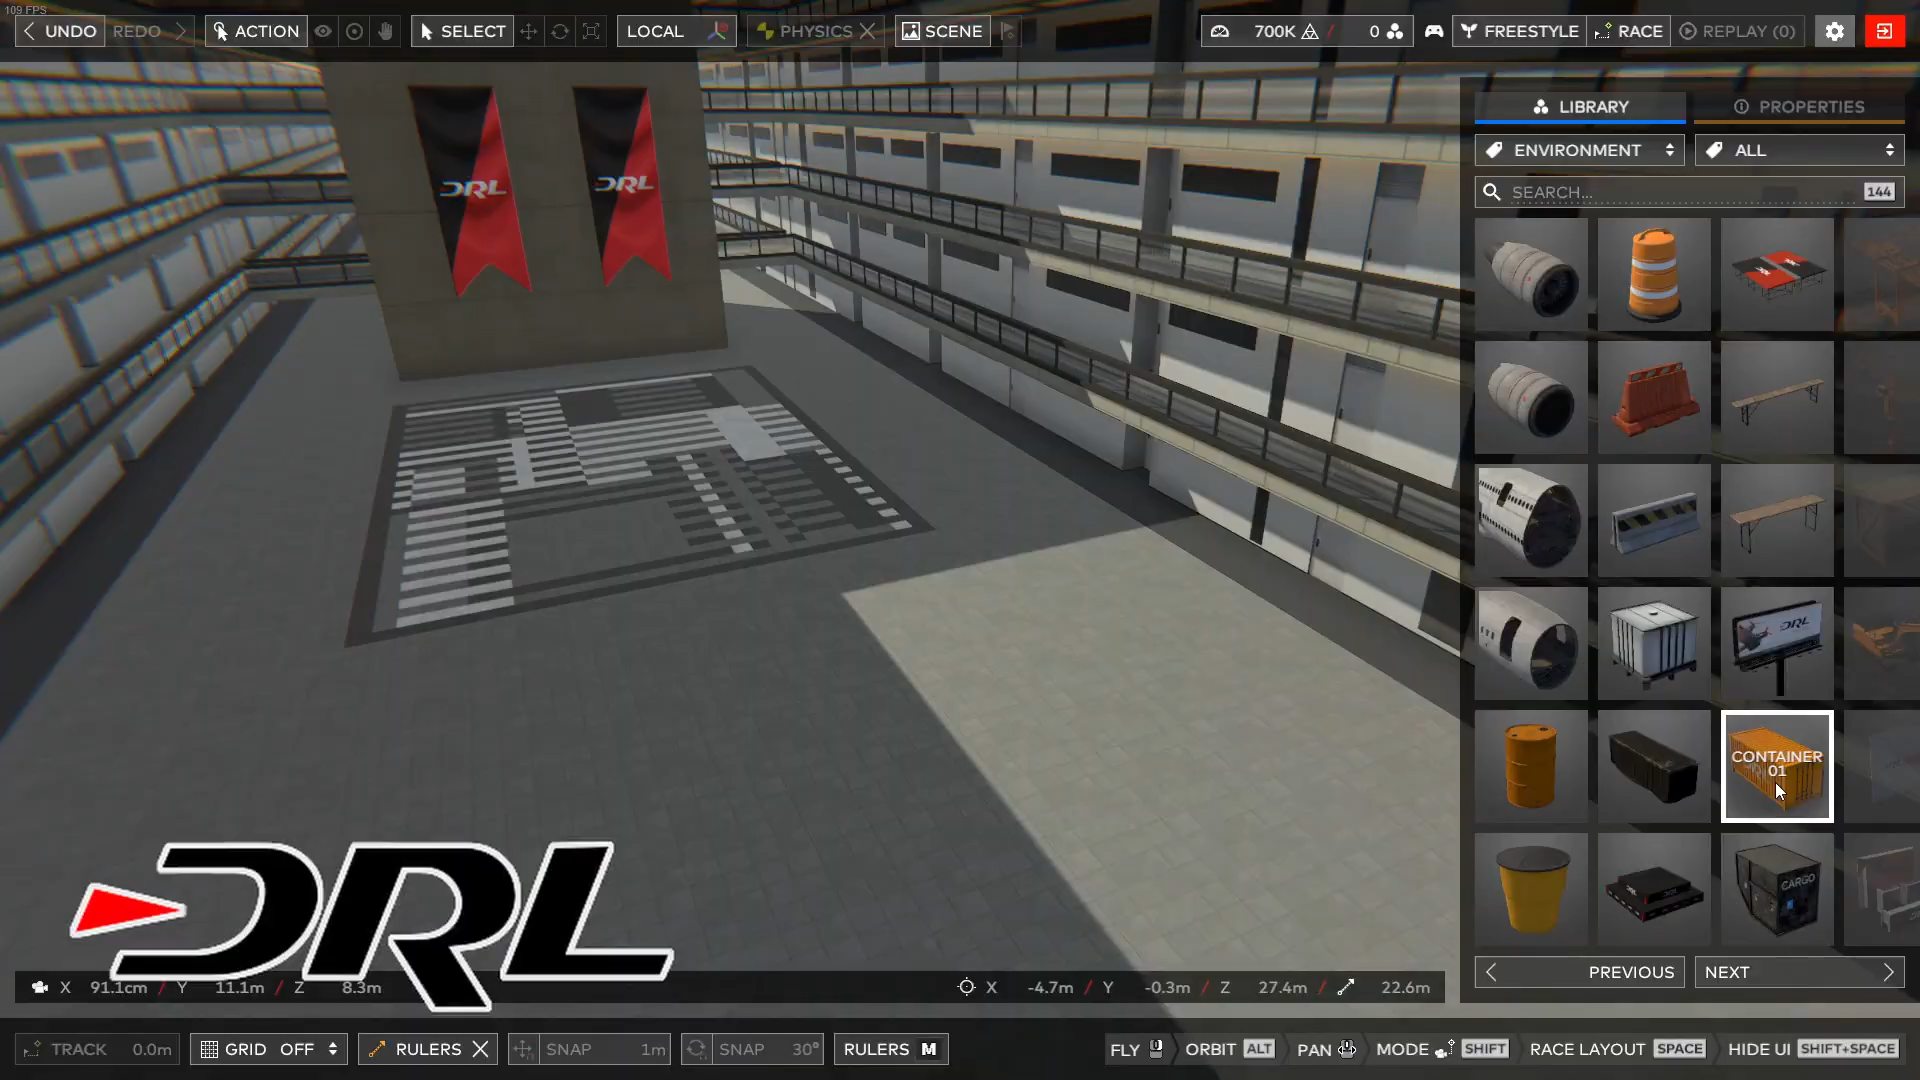 109 FPS
UNDO REDO ACTION SELECT LOCAL PHYSICS SCENE 700K / 0 FREESTYLE RACE REPLAY (0)
LIBRARY PROPERTIES
ENVIRONMENT ALL
SEARCH... 144
DRL DRL
DRL
CONTAINER
01
CARGO
DRL
X 91.1cm / Y 11.1m / Z 8.3m X -4.7m / Y -0.3m / Z 27.4m / 22.6m
PREVIOUS NEXT
TRACK 0.0m GRID OFF RULERS SNAP 1m SNAP 30° RULERS M FLY ORBIT ALT PAN MODE SHIFT RACE LAYOUT SPACE HIDE UI SHIFT+SPACE